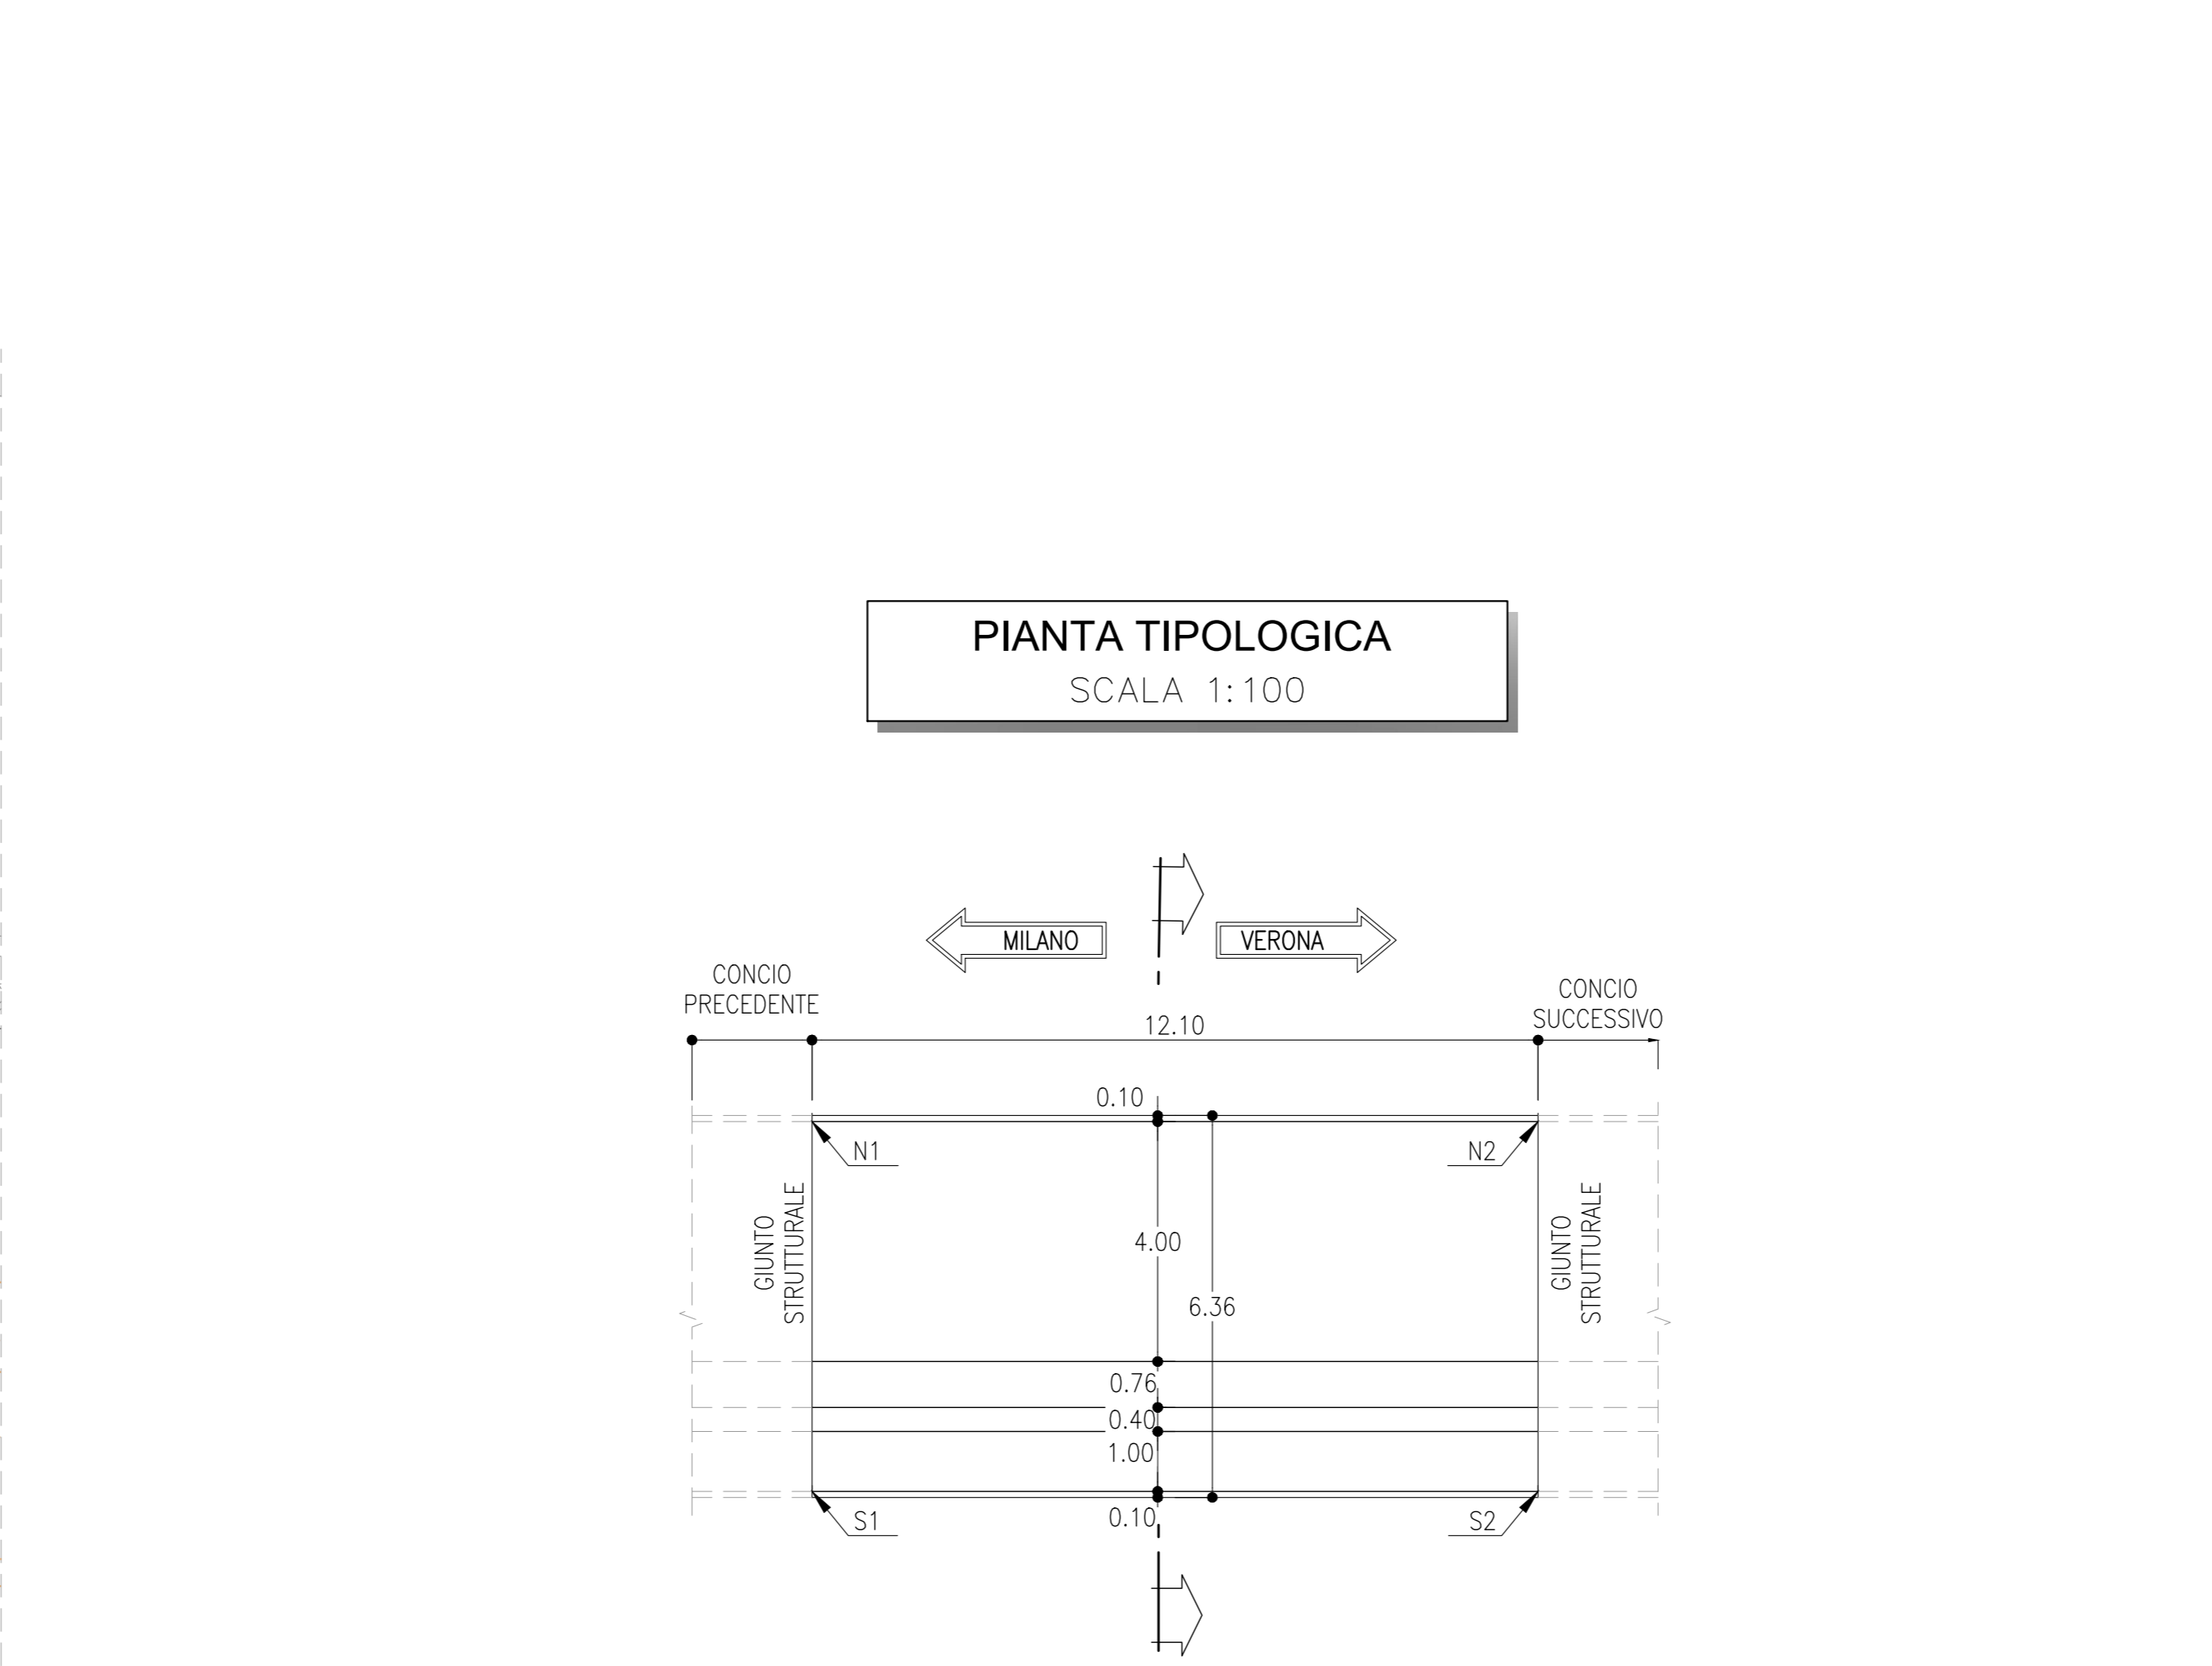 PIANTA TIPOLOGICA
SCALA 1:100
MILANO
VERONA
CONCIO
PRECEDENTE
CONCIO
SUCCESSIVO
12.10
0.10
N1
N2
GIUNTO
STRUTTURALE
GIUNTO
STRUTTURALE
4.00
6.36
0.76
0.40
1.00
0.10
S1
S2